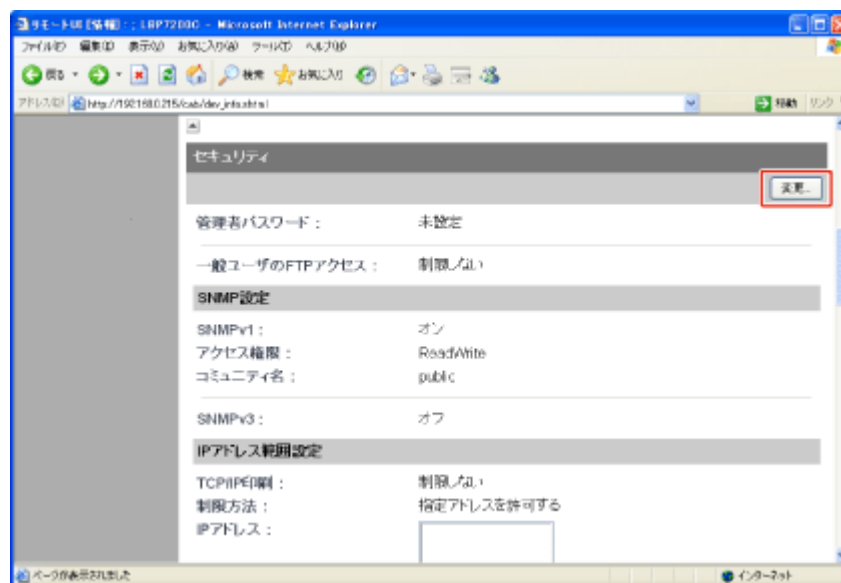 リモートUI [情報] : : LBP7200C - Microsoft Internet Explorer
ファイル(F) 編集(E) 表示(V) お気に入り(A) ツール(T) ヘルプ(H)
戻る 検索 お気に入り
アドレス(D) http://192.168.0.215/cab/dev_info.shtml 移動 リンク
セキュリティ
変更...
管理者パスワード : 未設定
一般ユーザのFTPアクセス : 制限しない
SNMP設定
SNMPv1 : オン
アクセス権限 : Read/Write
コミュニティ名 : public
SNMPv3 : オフ
IPアドレス範囲設定
TCP/IP印刷 : 制限しない
制限方法 : 指定アドレスを許可する
IPアドレス :
ページが表示されました インターネット